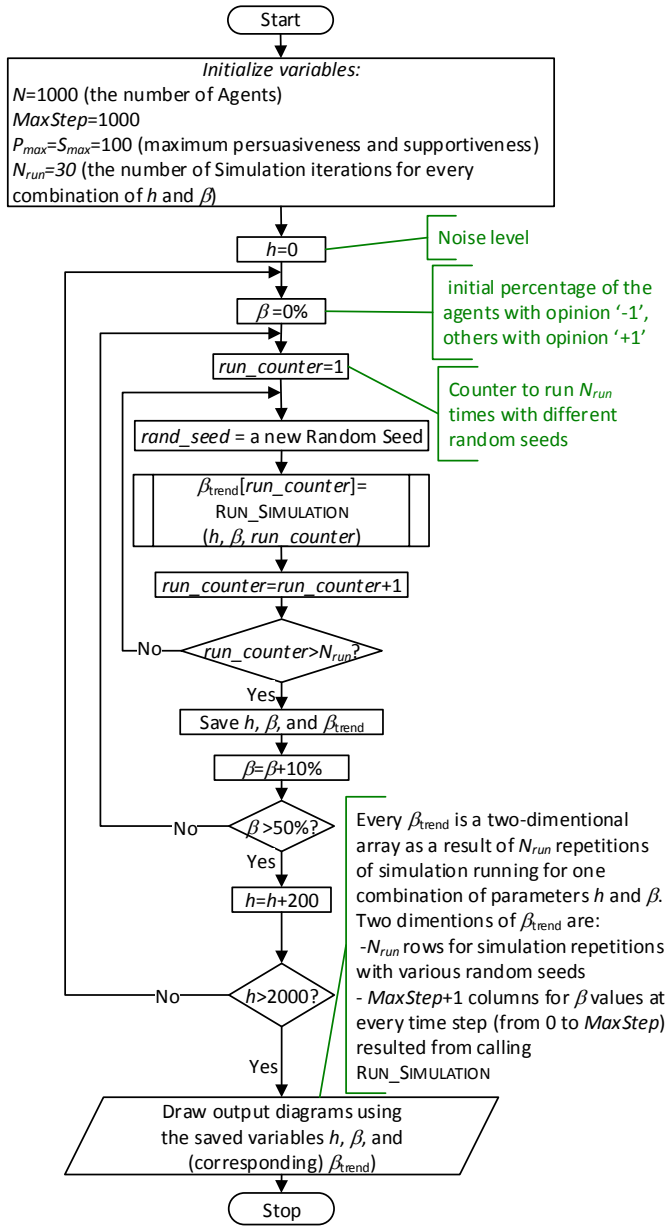 Start
Initialize variables:
N=1000 (the number of Agents)
MaxStep=1000
Pmax=Smax=100 (maximum persuasiveness and supportiveness)
Nrun=30 (the number of Simulation iterations for every
combination of h and β)
h=0
Noise level
β=0%
initial percentage of the
agents with opinion ‘-1’,
others with opinion ‘+1’
run_counter=1
Counter to run Nrun
times with different
random seeds
rand_seed = a new Random Seed
βtrend[run_counter]=
RUN_SIMULATION
(h, β, run_counter)
run_counter=run_counter+1
run_counter>Nrun?
No
Yes
Save h, β, and βtrend
β=β+10%
β>50%?
No
Yes
h=h+200
h>2000?
No
Yes
Every βtrend is a two-dimentional
array as a result of Nrun repetitions
of simulation running for one
combination of parameters h and β.
Two dimentions of βtrend are:
-Nrun rows for simulation repetitions
with various random seeds
- MaxStep+1 columns for β values at
every time step (from 0 to MaxStep)
resulted from calling
RUN_SIMULATION
Draw output diagrams using
the saved variables h, β, and
(corresponding) βtrend)
Stop